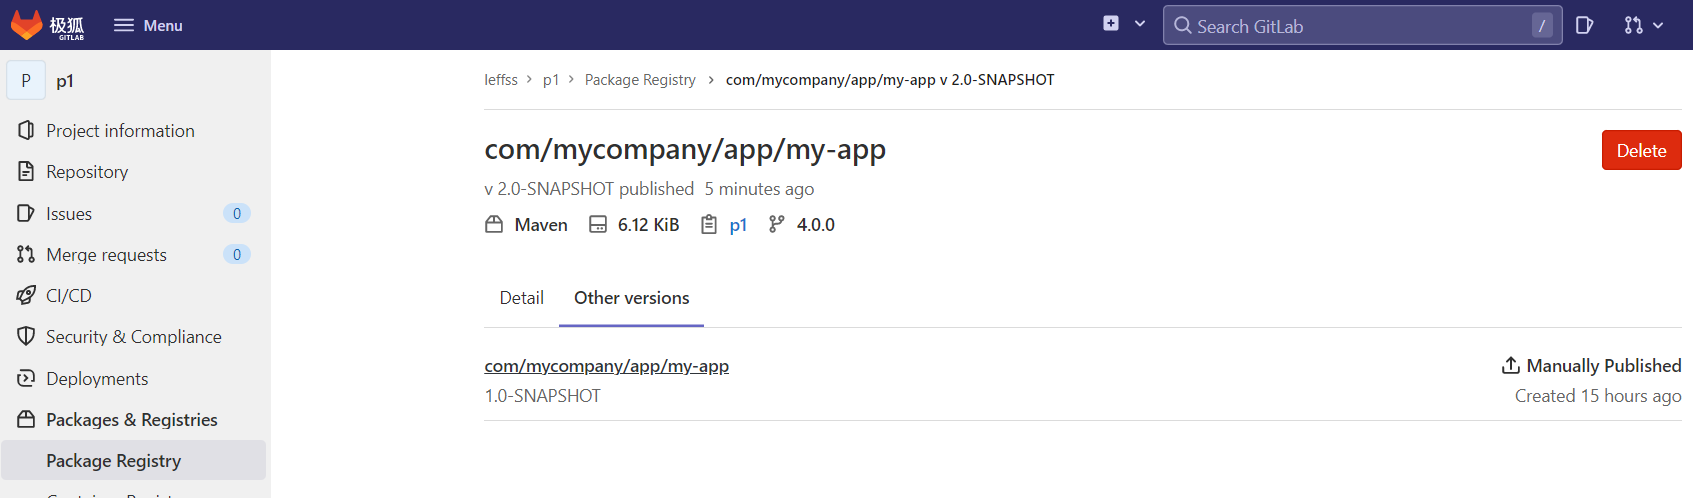 极狐
GITLAB
Menu
Search GitLab
/
P
p1
Project information
Repository
Issues
0
Merge requests
0
CI/CD
Security & Compliance
Deployments
Packages & Registries
Package Registry
leffss
p1
Package Registry
com/mycompany/app/my-app v 2.0-SNAPSHOT
com/mycompany/app/my-app
Delete
v 2.0-SNAPSHOT published 5 minutes ago
Maven
6.12 KiB
p1
4.0.0
Detail
Other versions
com/mycompany/app/my-app
Manually Published
1.0-SNAPSHOT
Created 15 hours ago